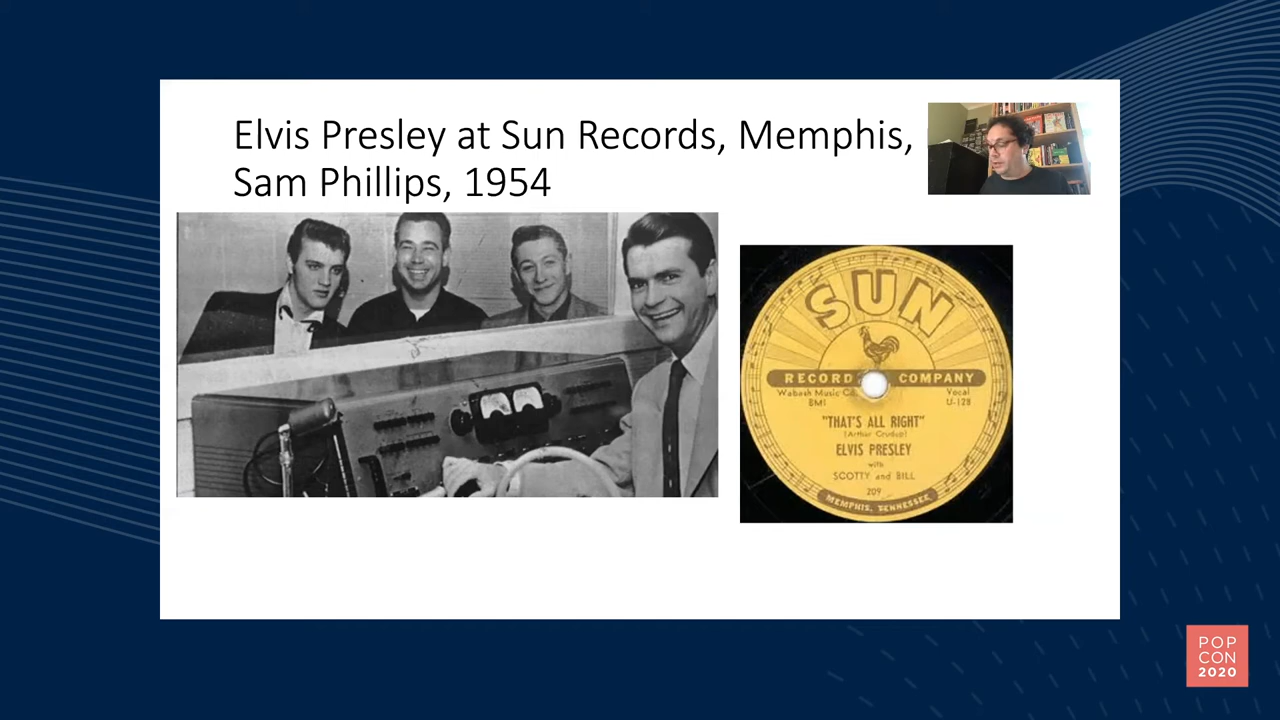 Elvis Presley at Sun Records, Memphis,
Sam Phillips, 1954
SUN
RECORD COMPANY
Wabash Music Co. Vocal
BMI U-128
"THAT'S ALL RIGHT"
(Arthur Crudup)
ELVIS PRESLEY
with
SCOTTY and BILL
209
MEMPHIS, TENNESSEE
POP
CON
2020